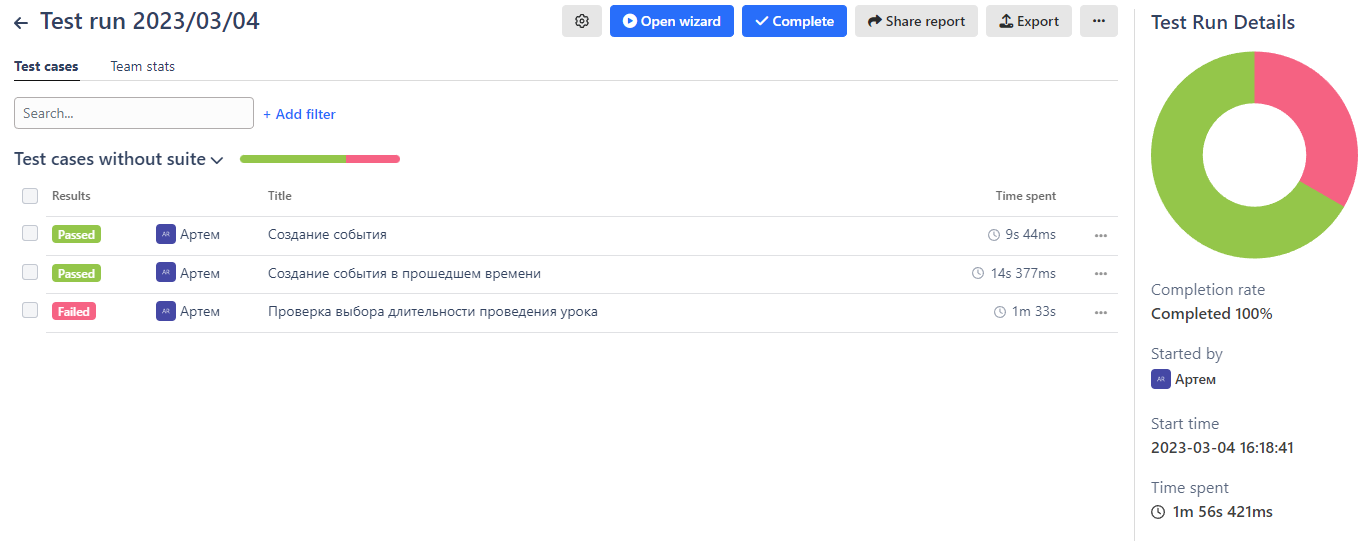 Test run 2023/03/04
Open wizard
Complete
Share report
Export
Test cases
Team stats
Search...
+ Add filter
Test cases without suite
Results Title Time spent
Passed AR Артем Создание события 9s 44ms
Passed AR Артем Создание события в прошедшем времени 14s 377ms
Failed AR Артем Проверка выбора длительности проведения урока 1m 33s
Test Run Details
Completion rate
Completed 100%
Started by
AR Артем
Start time
2023-03-04 16:18:41
Time spent
1m 56s 421ms